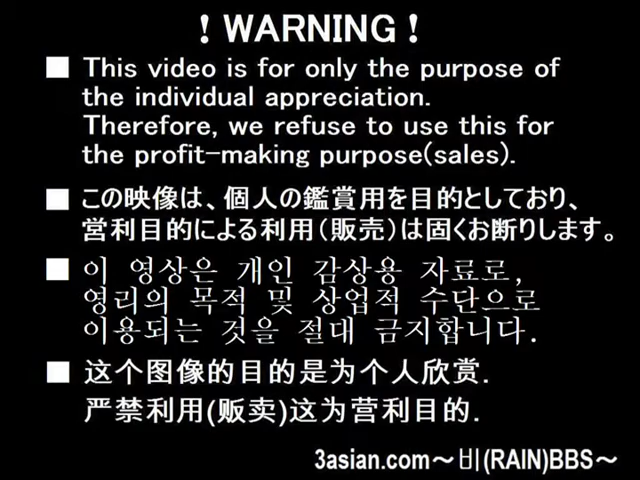 ！WARNING！
■ This video is for only the purpose of
the individual appreciation.
Therefore, we refuse to use this for
the profit-making purpose(sales).
■ この映像は、個人の鑑賞用を目的としており、
営利目的による利用（販売）は固くお断りします。
■ 이 영상은 개인 감상용 자료로,
영리의 목적 및 상업적 수단으로
이용되는 것을 절대 금지합니다.
■ 这个图像的目的是为个人欣赏.
严禁利用(贩卖)这为营利目的.
3asian.com～비(RAIN)BBS～